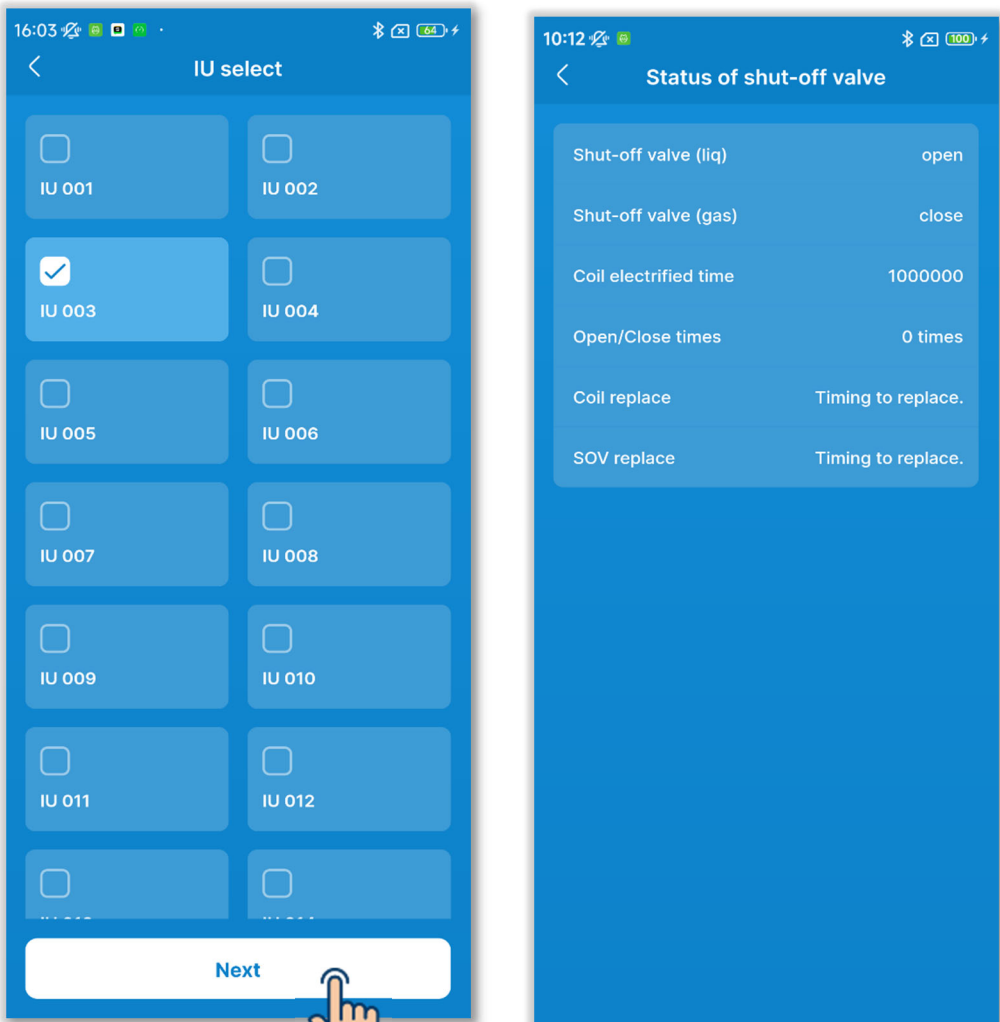 16:03
64
IU select
IU 001
IU 002
IU 003
IU 004
IU 005
IU 006
IU 007
IU 008
IU 009
IU 010
IU 011
IU 012
Next
10:12
100
Status of shut-off valve
Shut-off valve (liq) open
Shut-off valve (gas) close
Coil electrified time 1000000
Open/Close times 0 times
Coil replace Timing to replace.
SOV replace Timing to replace.